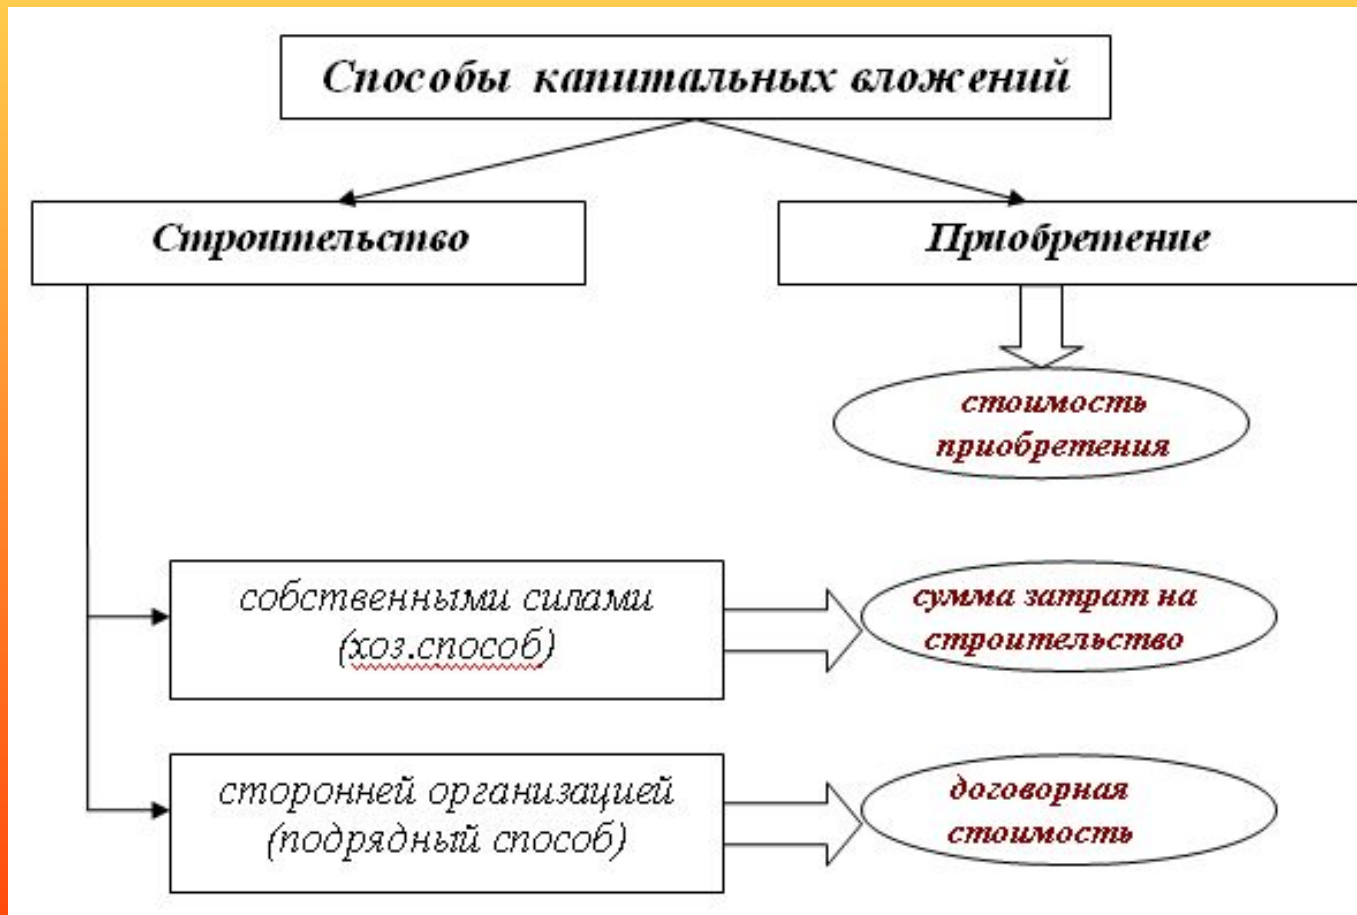 Способы капитальных вложений
Строительство
Приобретение
стоимость
приобретения
собственными силами
(хоз.способ)
сумма затрат на
строительство
сторонней организацией
(подрядный способ)
договорная
стоимость